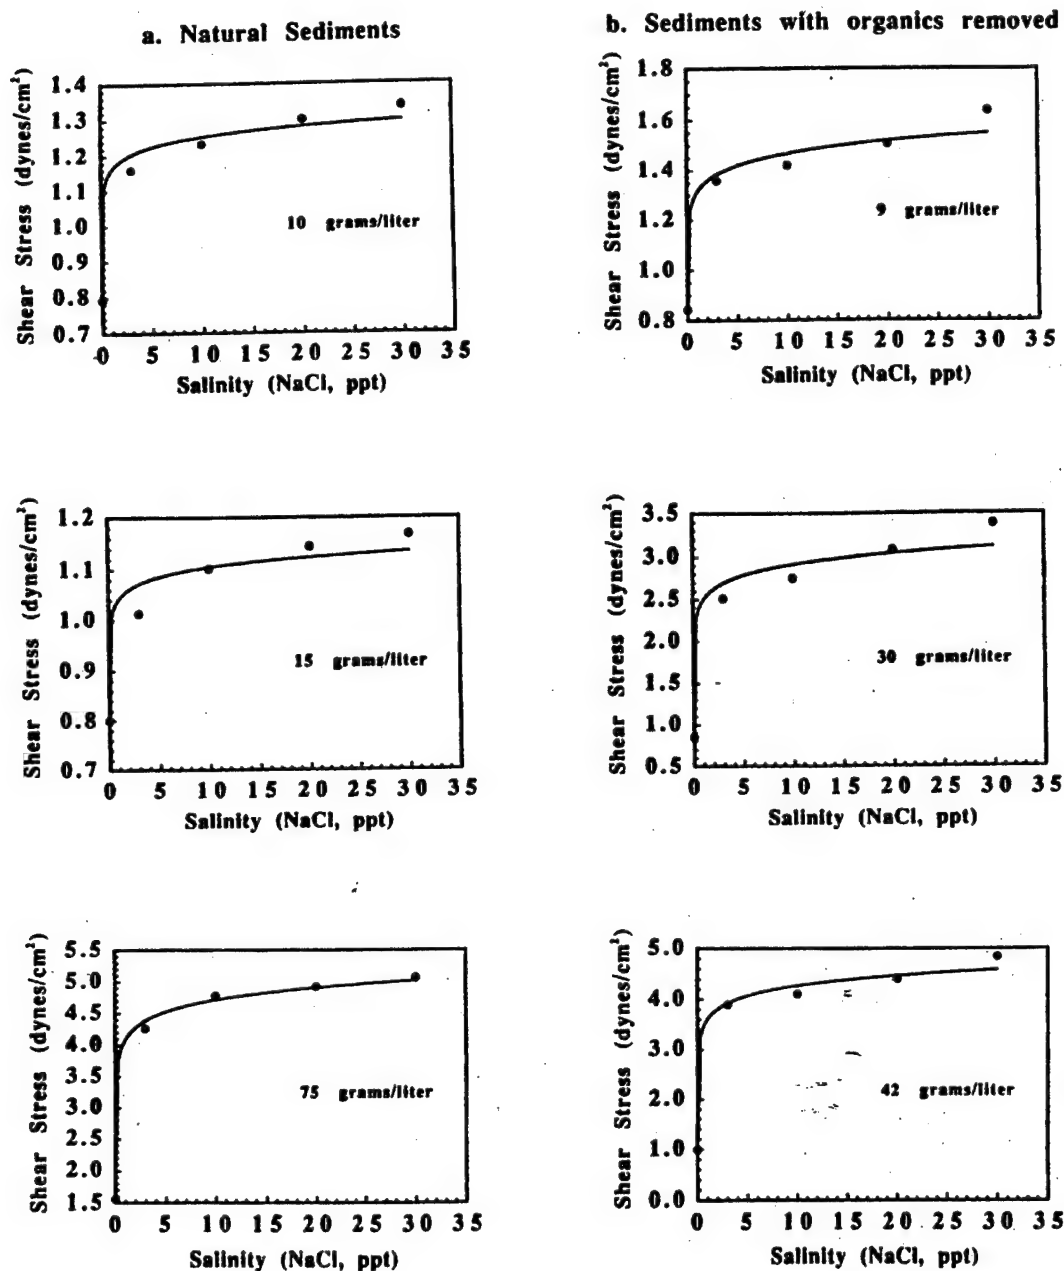 a. Natural Sediments
Shear Stress (dynes/cm²)
1.4
1.3
1.2
1.1
1.0
0.9
0.8
0.7
10 grams/liter
0 5 10 15 20 25 30 35
Salinity (NaCl, ppt)
b. Sediments with organics removed
Shear Stress (dynes/cm²)
1.8
1.6
1.4
1.2
1.0
0.8
9 grams/liter
0 5 10 15 20 25 30 35
Salinity (NaCl, ppt)
Shear Stress (dynes/cm²)
1.2
1.1
1.0
0.9
0.8
0.7
15 grams/liter
0 5 10 15 20 25 30 35
Salinity (NaCl, ppt)
Shear Stress (dynes/cm²)
3.5
3.0
2.5
2.0
1.5
1.0
0.5
30 grams/liter
0 5 10 15 20 25 30 35
Salinity (NaCl, ppt)
Shear Stress (dynes/cm²)
5.5
5.0
4.5
4.0
3.5
3.0
2.5
2.0
1.5
75 grams/liter
0 5 10 15 20 25 30 35
Salinity (NaCl, ppt)
Shear Stress (dynes/cm²)
5.0
4.0
3.0
2.0
1.0
0.0
42 grams/liter
0 5 10 15 20 25 30 35
Salinity (NaCl, ppt)